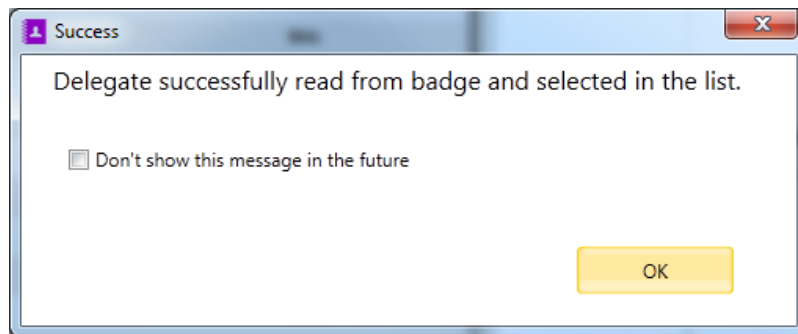 Success
Delegate successfully read from badge and selected in the list.
Don't show this message in the future
OK